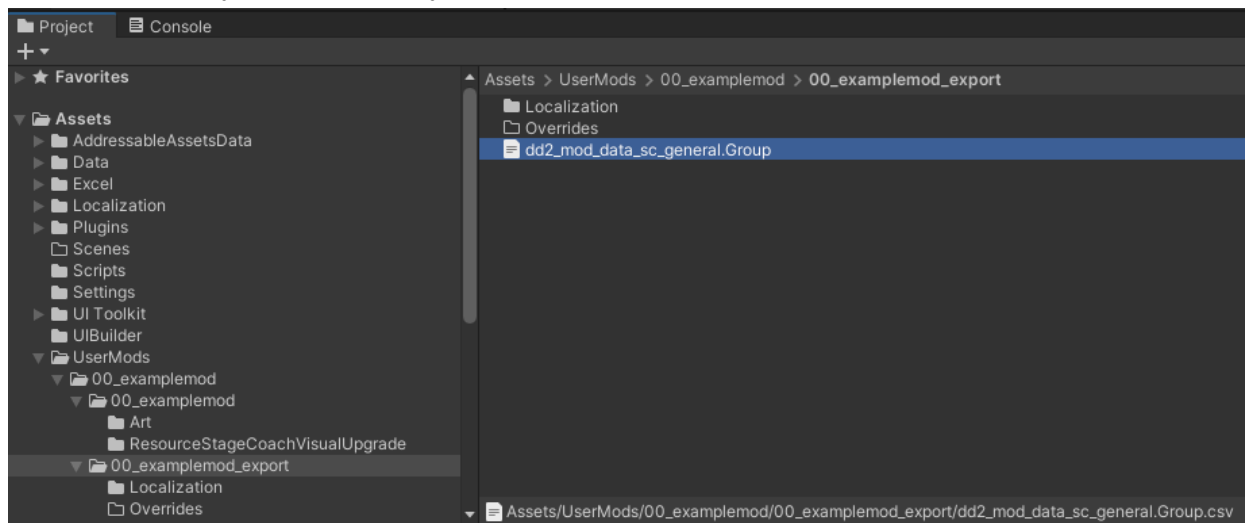 Project Console
Favorites
Assets
AddressableAssetsData
Data
Excel
Localization
Plugins
Scenes
Scripts
Settings
UI Toolkit
UIBuilder
UserMods
00_examplemod
00_examplemod
Art
ResourceStageCoachVisualUpgrade
00_examplemod_export
Localization
Overrides
Assets > UserMods > 00_examplemod > 00_examplemod_export
Localization
Overrides
dd2_mod_data_sc_general.Group
Assets/UserMods/00_examplemod/00_examplemod_export/dd2_mod_data_sc_general.Group.csv